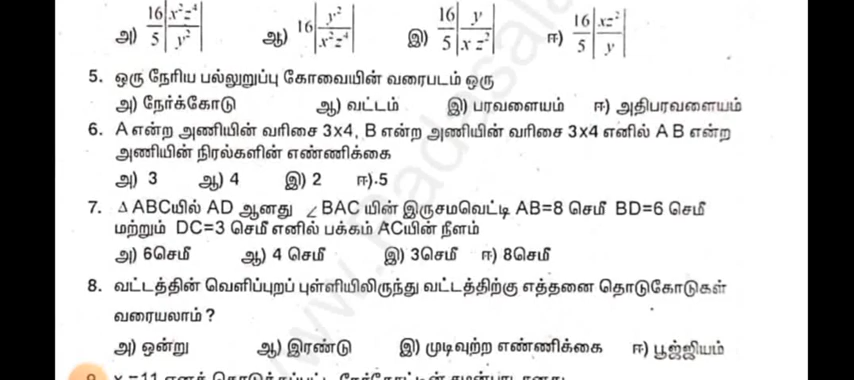 அ) 16/5 |x²z⁴/y²| ஆ) 16 |y²/x²z⁴| இ) 16/5 |y/x z²| ஈ) 16/5 |xz²/y|
5. ஒரு நேரிய பல்லுறுப்பு கோவையின் வரைபடம் ஒரு
அ) நேர்க்கோடு ஆ) வட்டம் இ) பரவளையம் ஈ) அதிபரவளையம்
6. A என்ற அணியின் வரிசை 3x4, B என்ற அணியின் வரிசை 3x4 எனில் A B என்ற
அணியின் நிரல்களின் எண்ணிக்கை
அ) 3 ஆ) 4 இ) 2 ஈ).5
7. Δ ABCயில் AD ஆனது ∠BAC யின் இருசமவெட்டி AB=8 செமீ BD=6 செமீ
மற்றும் DC=3 செமீ எனில் பக்கம் ACயின் நீளம்
அ) 6செமீ ஆ) 4 செமீ இ) 3செமீ ஈ) 8செமீ
8. வட்டத்தின் வெளிப்புறப் புள்ளியிலிருந்து வட்டத்திற்கு எத்தனை தொடுகோடுகள்
வரையலாம் ?
அ) ஒன்று ஆ) இரண்டு இ) முடிவுற்ற எண்ணிக்கை ஈ) பூஜ்ஜியம்